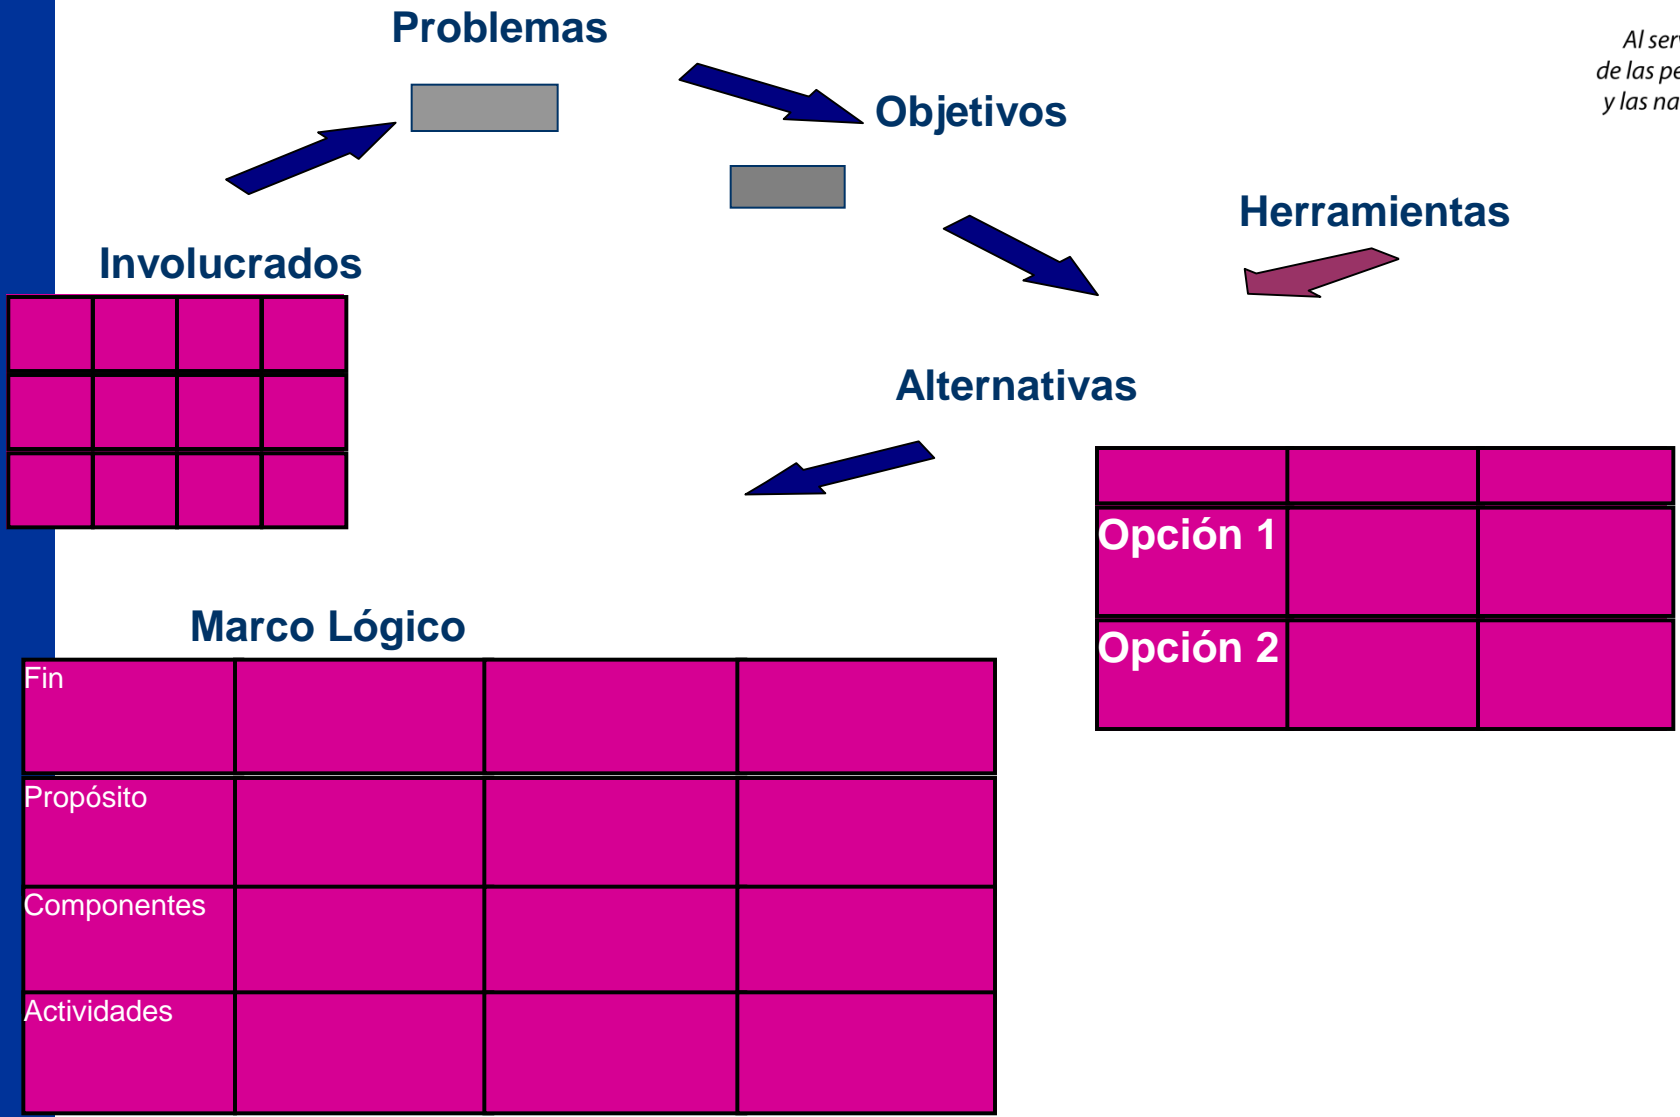 Problemas
Al ser
de las pe
y las na
Objetivos
Herramientas
Involucrados
Alternativas
Opción 1
Opción 2
Marco Lógico
Fin
Propósito
Componentes
Actividades